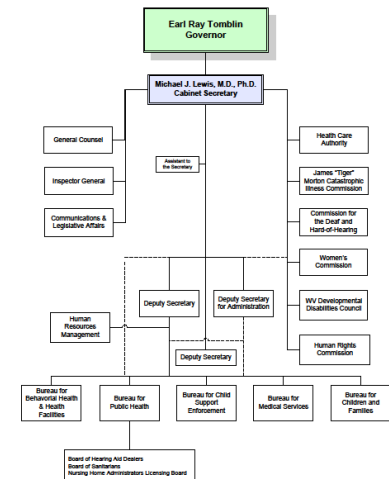 Earl Ray Tomblin
Governor
Michael J. Lewis, M.D., Ph.D.
Cabinet Secretary
General Counsel
Health Care
Authority
Assistant to
the Secretary
Inspector General
James "Tiger"
Morton Catastrophic
Illness Commission
Communications &
Legislative Affairs
Commission for
the Deaf and
Hard-of-Hearing
Women's
Commission
Deputy Secretary
Deputy Secretary
for Administration
WV Developmental
Disabilities Council
Human
Resources
Management
Human Rights
Commission
Deputy Secretary
Bureau for
Behavorial Health
& Health
Facilities
Bureau for
Public Health
Bureau for Child
Support
Enforcement
Bureau for
Medical Services
Bureau for
Children and
Families
Board of Hearing Aid Dealers
Board of Sanitarians
Nursing Home Administrators Licensing Board